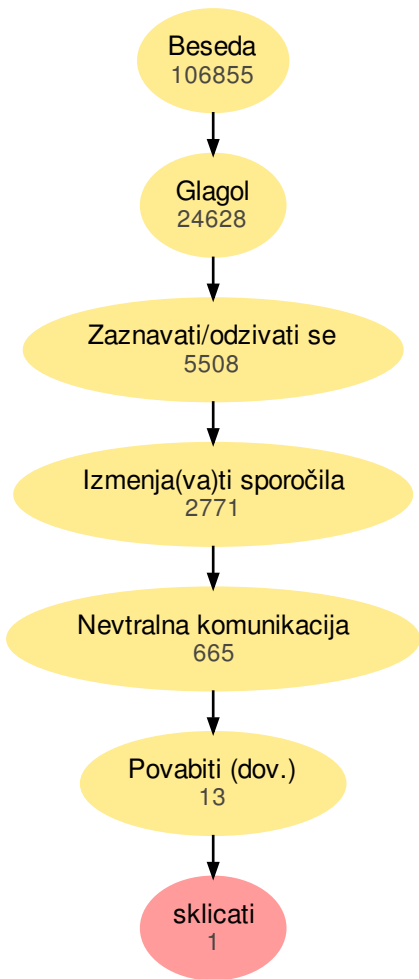 Beseda
106855
Glagol
24628
Zaznavati/odzivati se
5508
Izmenja(va)ti sporočila
2771
Nevtralna komunikacija
665
Povabiti (dov.)
13
sklicati
1